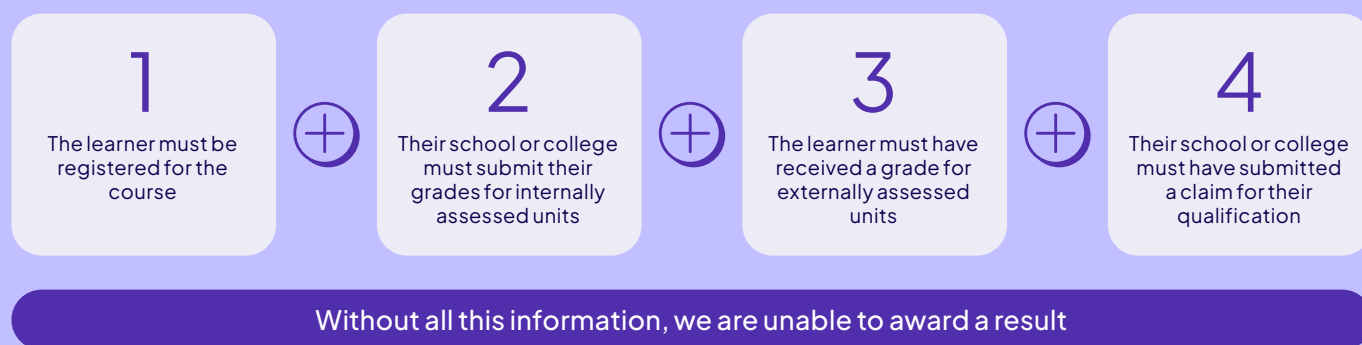 1
The learner must be
registered for the
course
2
Their school or college
must submit their
grades for internally
assessed units
3
The learner must have
received a grade for
externally assessed
units
4
Their school or college
must have submitted
a claim for their
qualification
Without all this information, we are unable to award a result